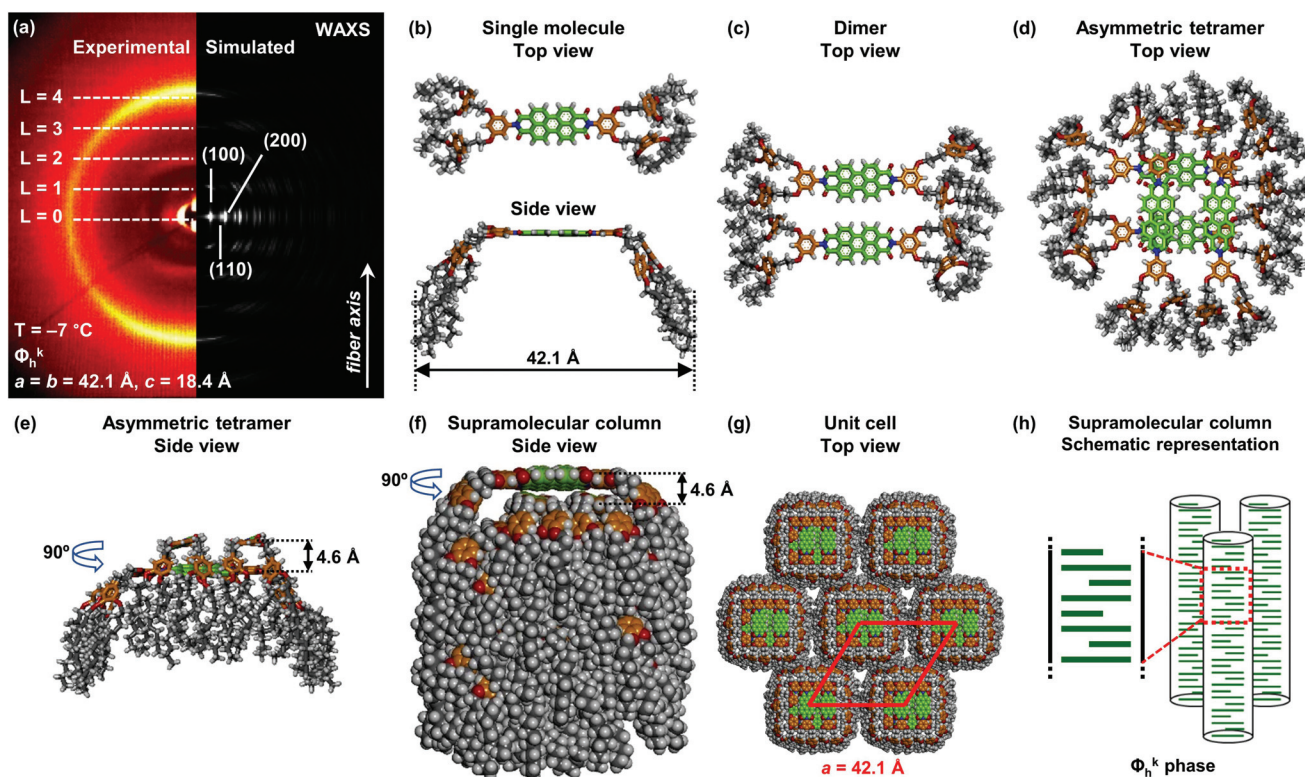 (a)
WAXS
Experimental
Simulated
L = 4
L = 3
L = 2
L = 1
L = 0
(100)
(200)
(110)
fiber axis
T = –7 °C
Φhk
a = b = 42.1 Å, c = 18.4 Å
(b)
Single molecule
Top view
Side view
42.1 Å
(c)
Dimer
Top view
(d)
Asymmetric tetramer
Top view
(e)
Asymmetric tetramer
Side view
90º
4.6 Å
(f)
Supramolecular column
Side view
90º
4.6 Å
(g)
Unit cell
Top view
a = 42.1 Å
(h)
Supramolecular column
Schematic representation
Φhk phase